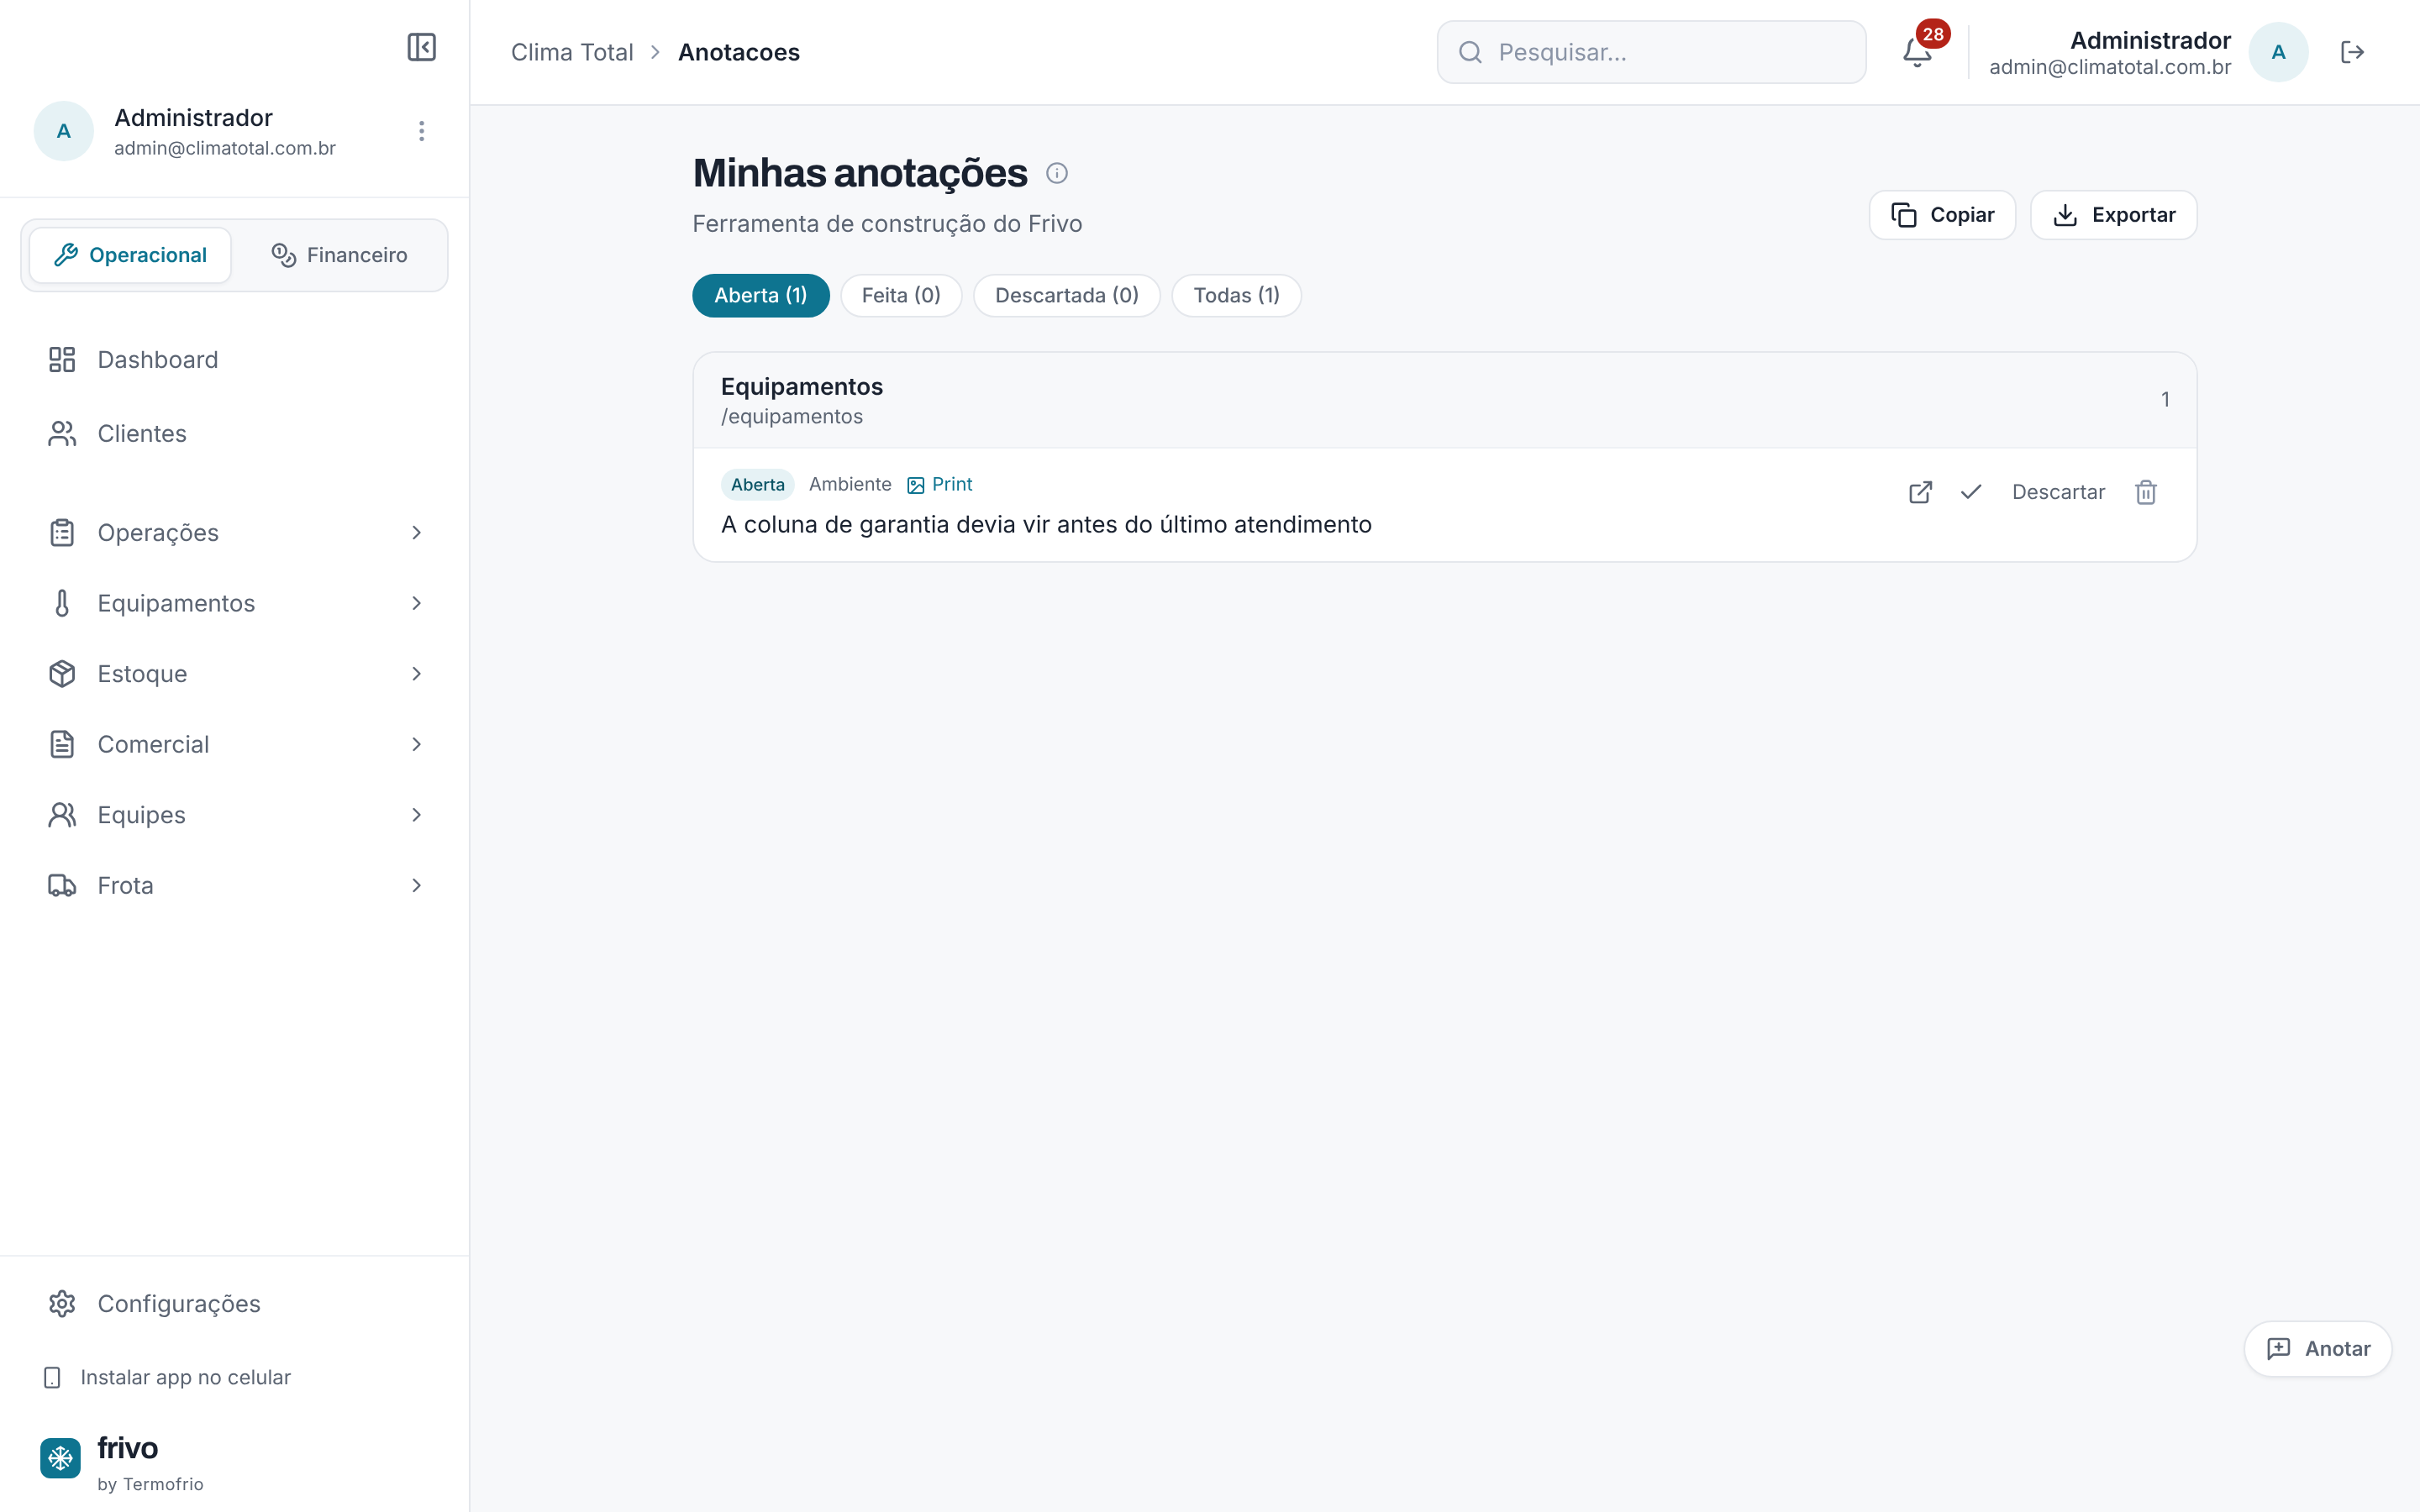 Administrador
admin@climatotal.com.br
A
Operacional
Financeiro
Dashboard
Clientes
Operações
Equipamentos
Estoque
Comercial
Equipes
Frota
Configurações
Instalar app no celular
frivo
by Termofrio
Clima Total > Anotacoes
Pesquisar...
28
Administrador
admin@climatotal.com.br
A
Minhas anotações
Ferramenta de construção do Frivo
Copiar
Exportar
Aberta (1)
Feita (0)
Descartada (0)
Todas (1)
Equipamentos
/equipamentos
1
Aberta Ambiente Print
Descartar
A coluna de garantia devia vir antes do último atendimento
Anotar